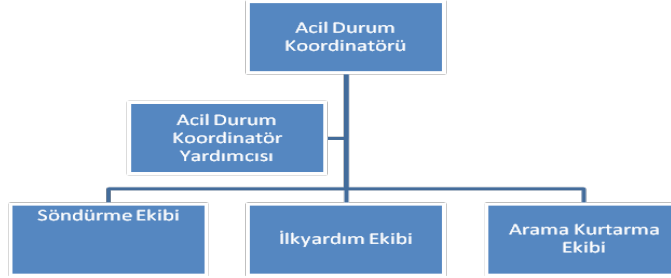 Acil Durum
Koordinatörü
Acil Durum
Koordinatör
Yardımcısı
Söndürme Ekibi
İlkyardım Ekibi
Arama Kurtarma
Ekibi